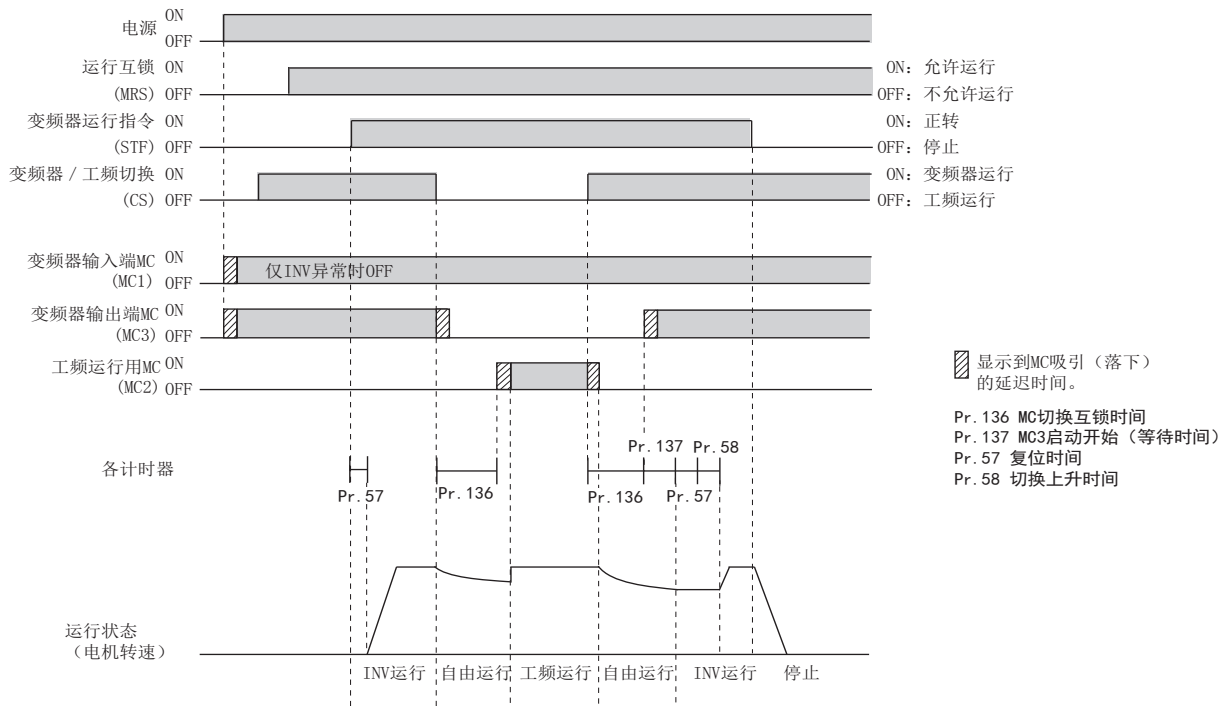 电源 ON
OFF
运行互锁 ON
(MRS) OFF
ON：允许运行
OFF：不允许运行
变频器运行指令 ON
(STF) OFF
ON：正转
OFF：停止
变频器／工频切换 ON
(CS) OFF
ON：变频器运行
OFF：工频运行
变频器输入端MC ON
(MC1) OFF
仅INV异常时OFF
变频器输出端MC ON
(MC3) OFF
工频运行用MC ON
(MC2) OFF
显示到MC吸引（落下）
的延迟时间。
Pr.136 MC切换互锁时间
Pr.137 MC3启动开始（等待时间）
Pr.57 复位时间
Pr.58 切换上升时间
Pr.137 Pr.58
各计时器
Pr.57 Pr.136 Pr.136 Pr.57
运行状态
（电机转速）
INV运行 自由运行 工频运行 自由运行 INV运行 停止